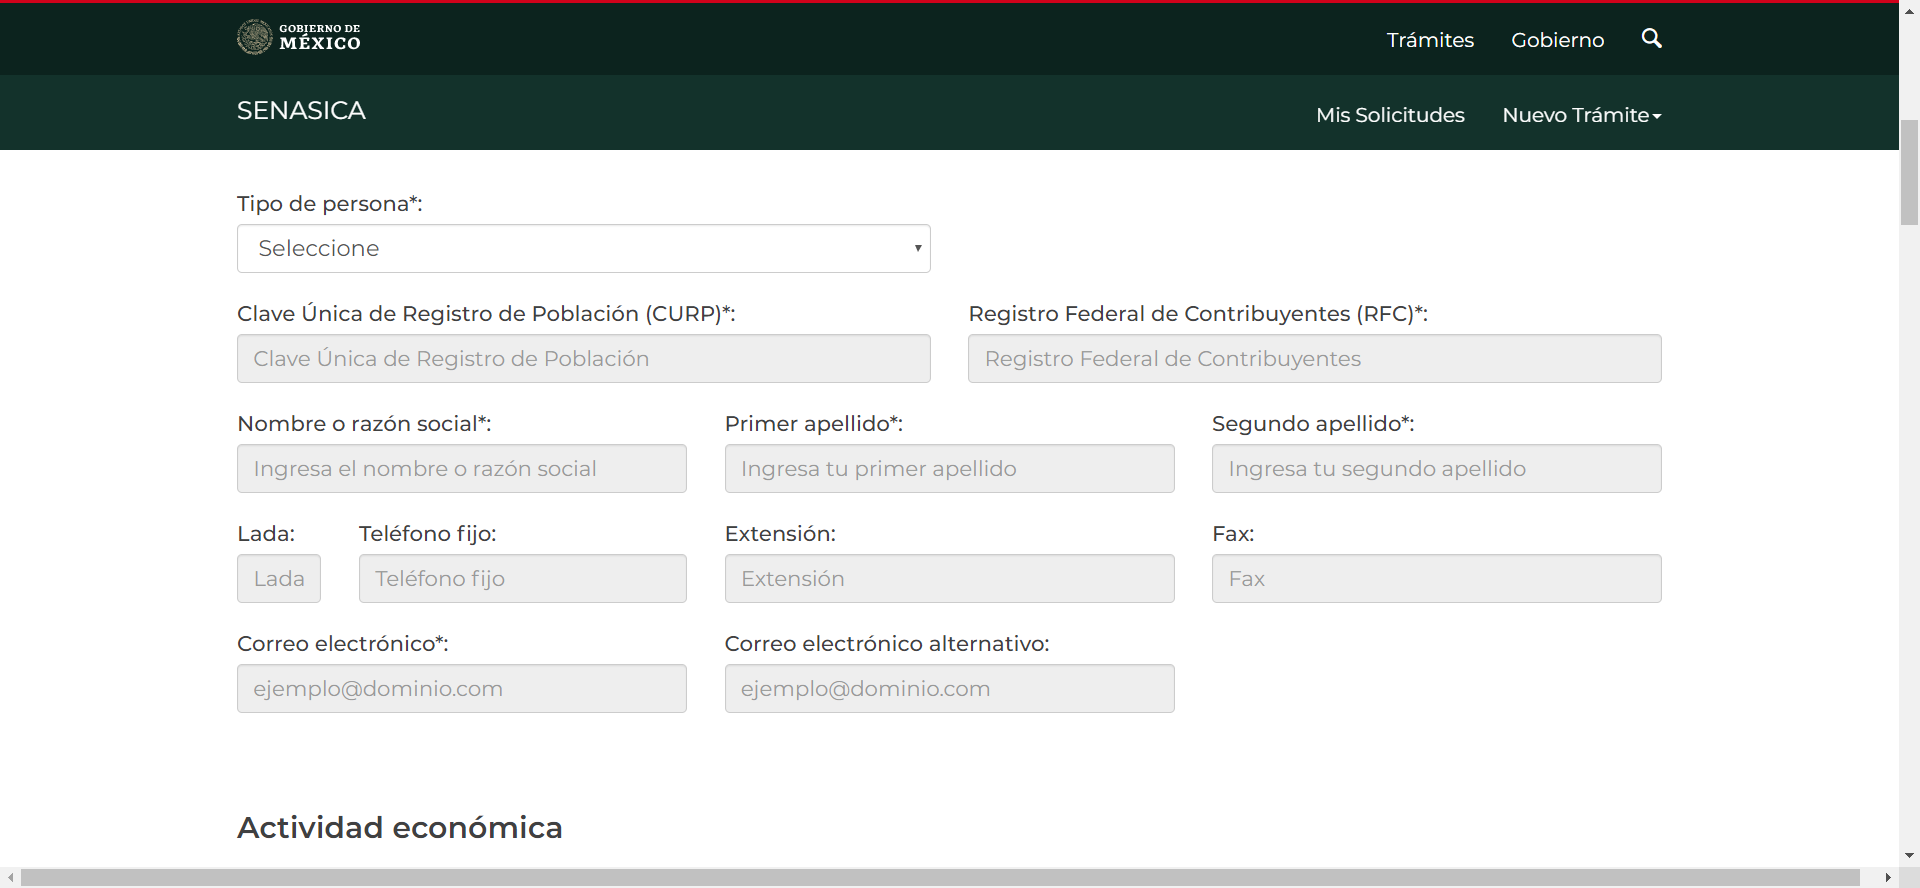 GOBIERNO DE
MÉXICO
Trámites Gobierno
SENASICA
Mis Solicitudes Nuevo Trámite
Tipo de persona*:
Seleccione
Clave Única de Registro de Población (CURP)*: Registro Federal de Contribuyentes (RFC)*:
Clave Única de Registro de Población Registro Federal de Contribuyentes
Nombre o razón social*: Primer apellido*: Segundo apellido*:
Ingresa el nombre o razón social Ingresa tu primer apellido Ingresa tu segundo apellido
Lada: Teléfono fijo: Extensión: Fax:
Lada Teléfono fijo Extensión Fax
Correo electrónico*: Correo electrónico alternativo:
ejemplo@dominio.com ejemplo@dominio.com
Actividad económica